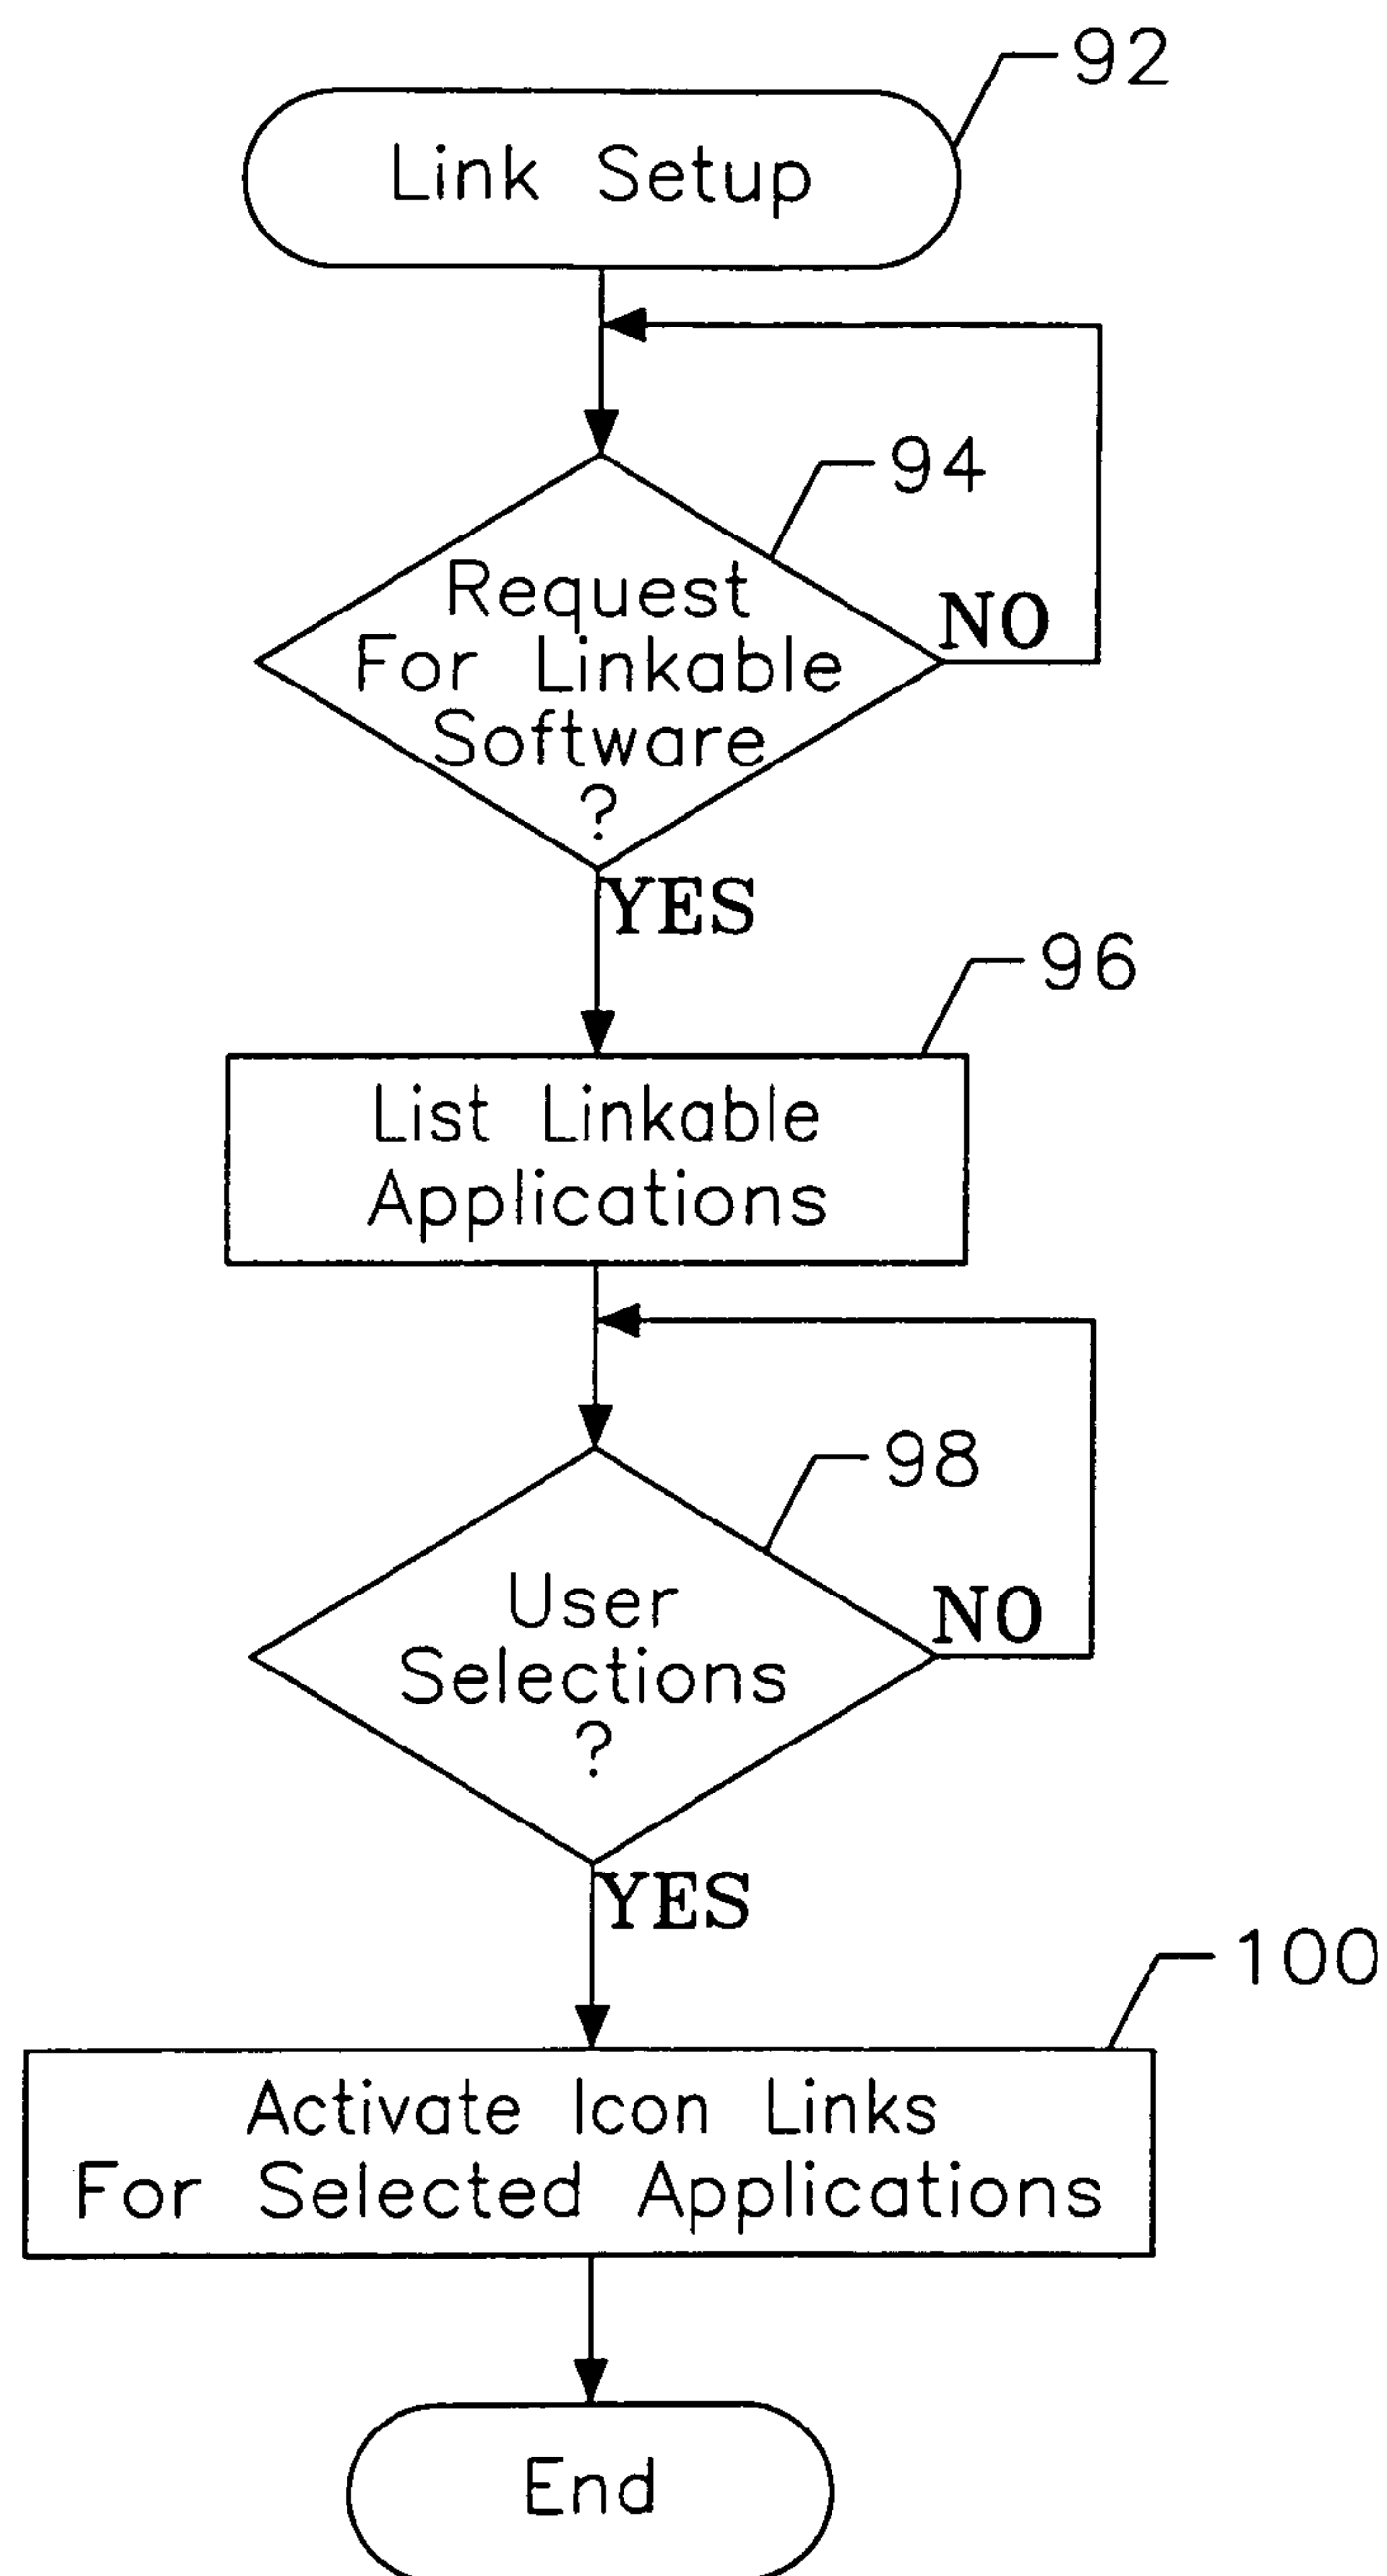 92
Link Setup
94
Request
For Linkable
Software
?
NO
YES
96
List Linkable
Applications
98
User
Selections
?
NO
YES
100
Activate Icon Links
For Selected Applications
End